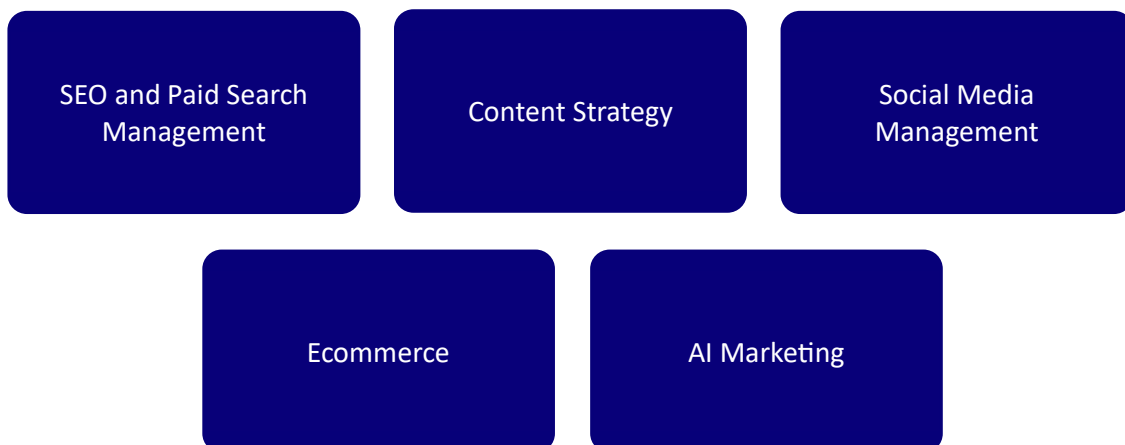 SEO and Paid Search
Management
Content Strategy
Social Media
Management
Ecommerce
AI Marketing